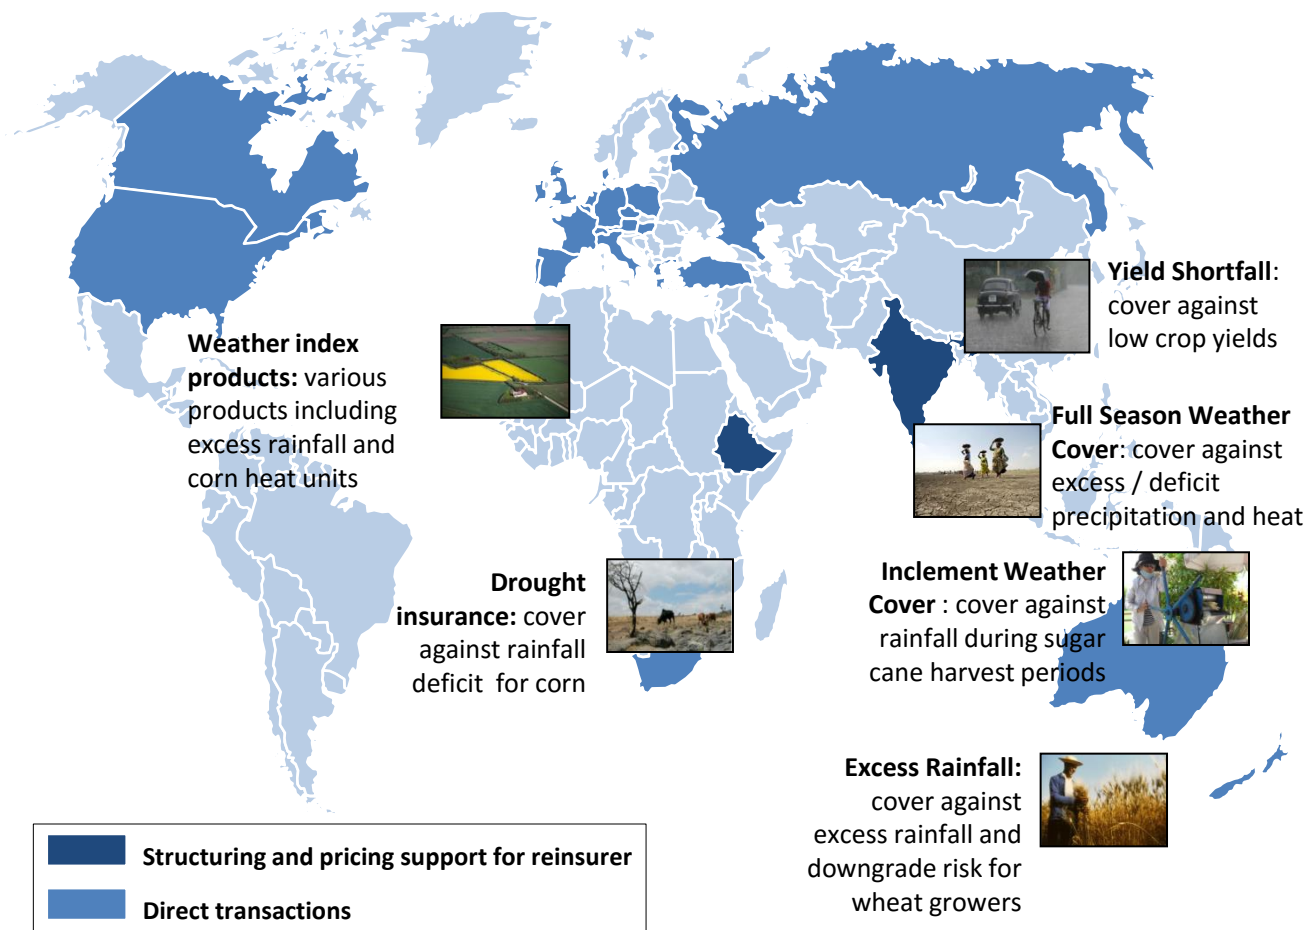 Yield Shortfall:
cover against
low crop yields
Weather index
products: various
products including
excess rainfall and
corn heat units
Full Season Weather
Cover: cover against
excess / deficit
precipitation and heat
Drought
insurance: cover
against rainfall
deficit for corn
Inclement Weather
Cover : cover against
rainfall during sugar
cane harvest periods
Excess Rainfall:
cover against
excess rainfall and
downgrade risk for
wheat growers
Structuring and pricing support for reinsurer
Direct transactions